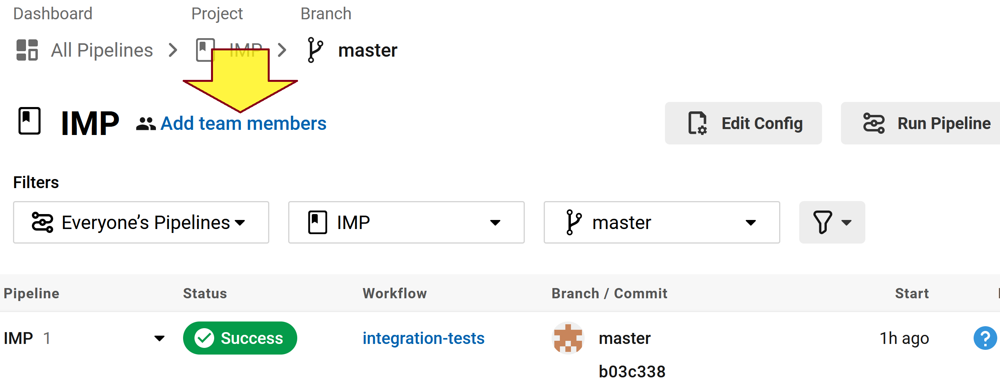 Dashboard Project Branch
All Pipelines IMP master
IMP Add team members Edit Config Run Pipeline
Filters
Everyone’s Pipelines IMP master
Pipeline Status Workflow Branch / Commit Start
IMP 1 Success integration-tests master 1h ago ?
b03c338